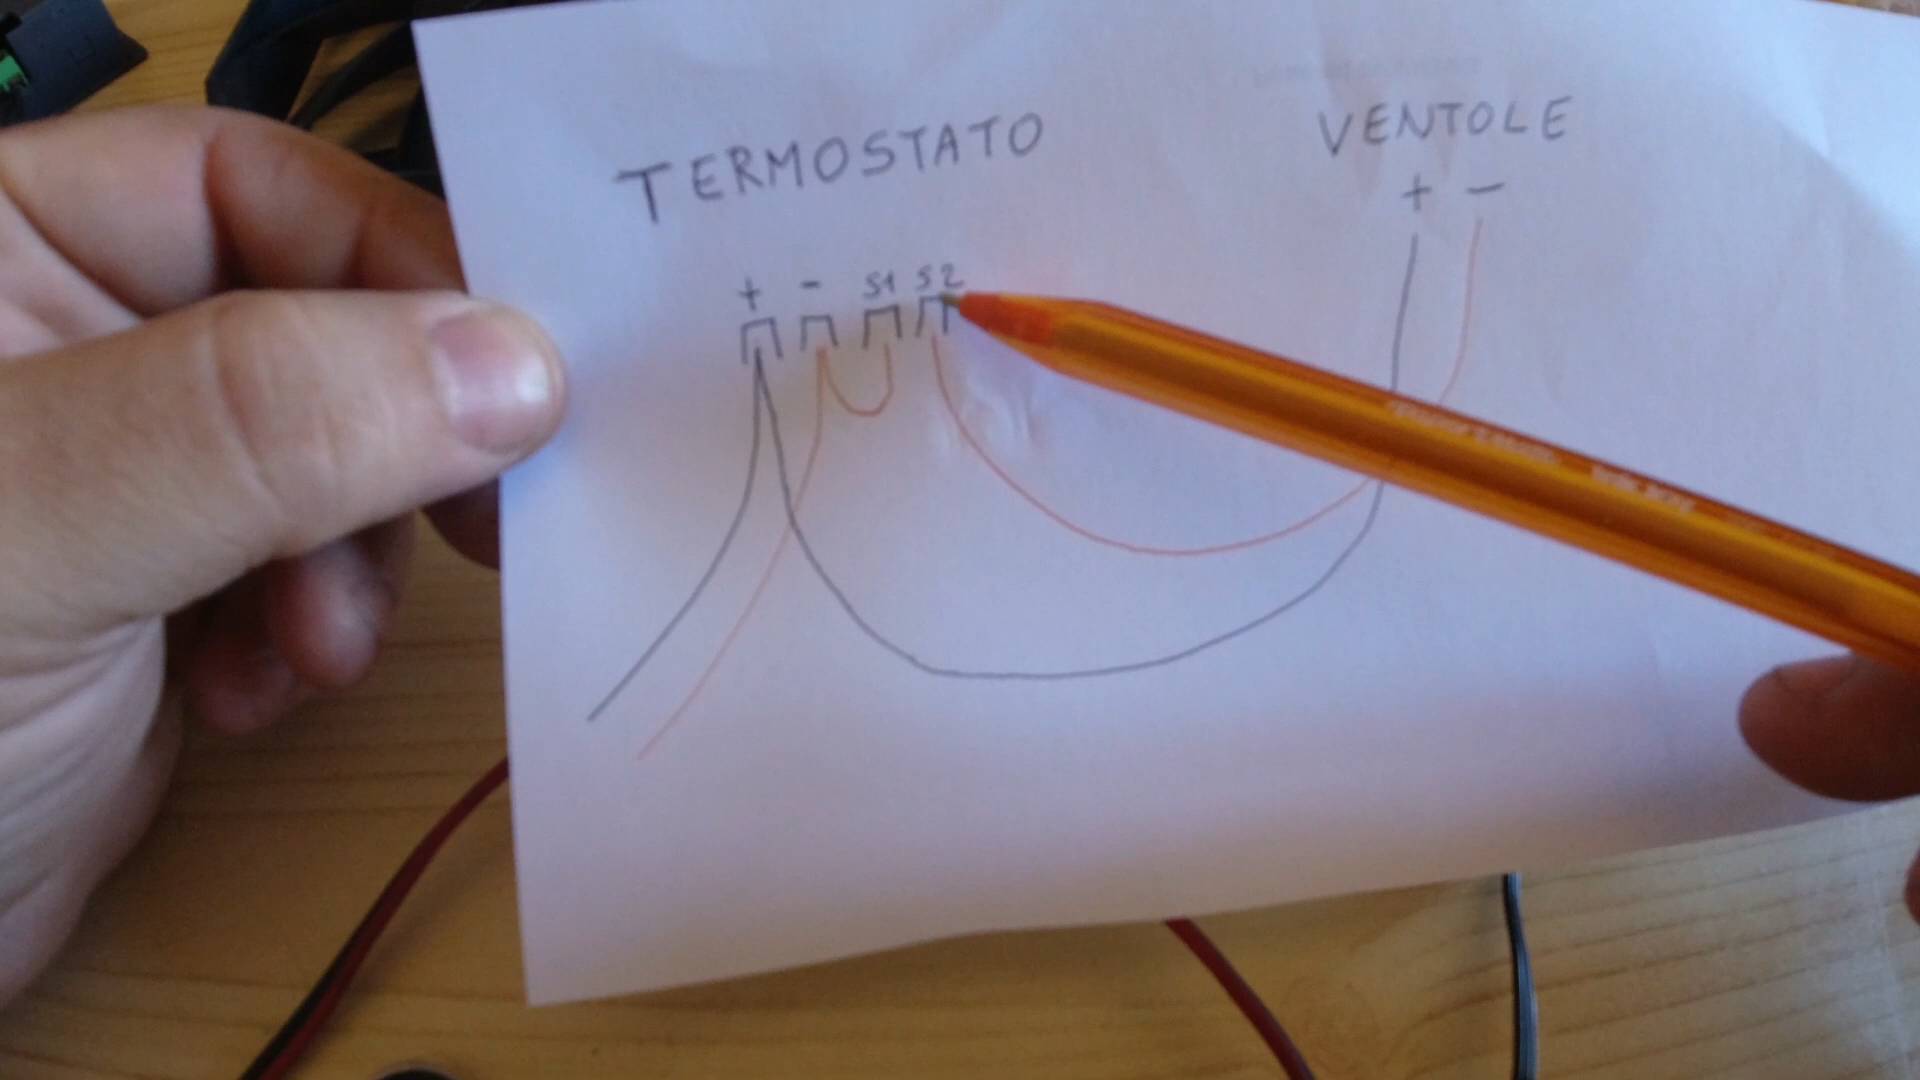 TERMOSTATO
VENTOLE
+ -
+ - S1 S2